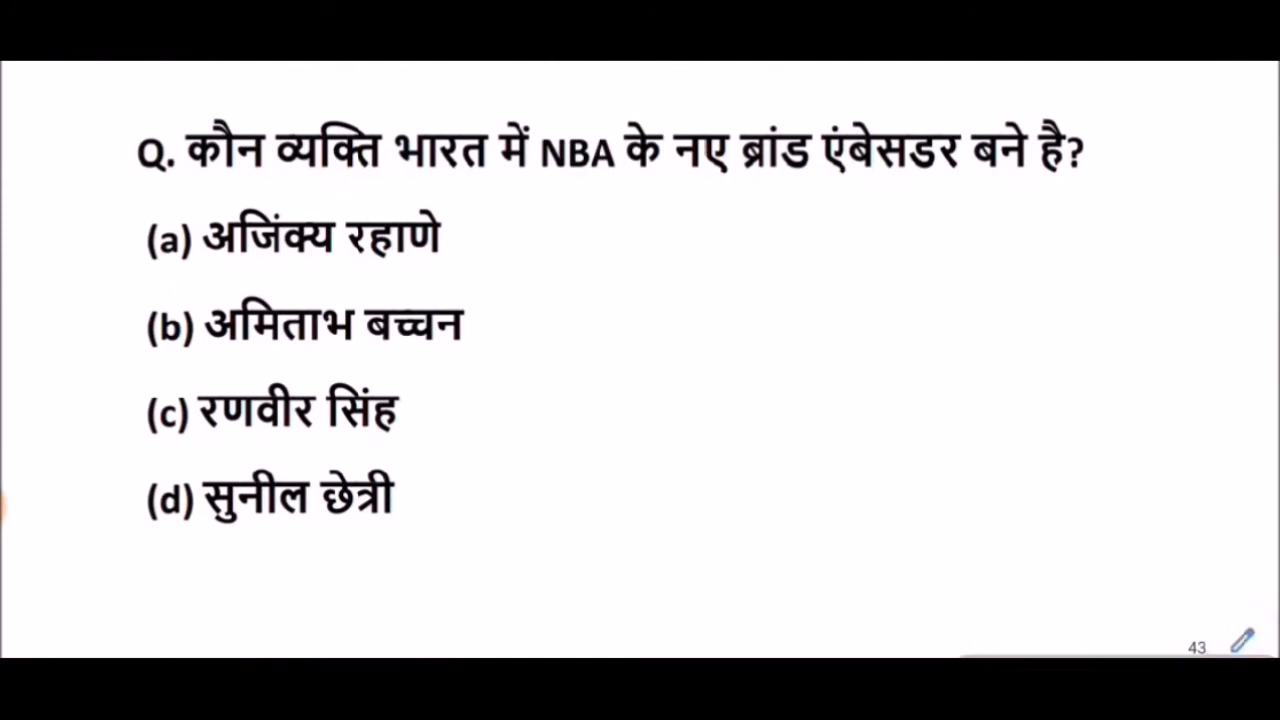 Q. कौन व्यक्ति भारत में NBA के नए ब्रांड एंबेसडर बने है?
(a) अजिंक्य रहाणे
(b) अमिताभ बच्चन
(c) रणवीर सिंह
(d) सुनील छेत्री
43